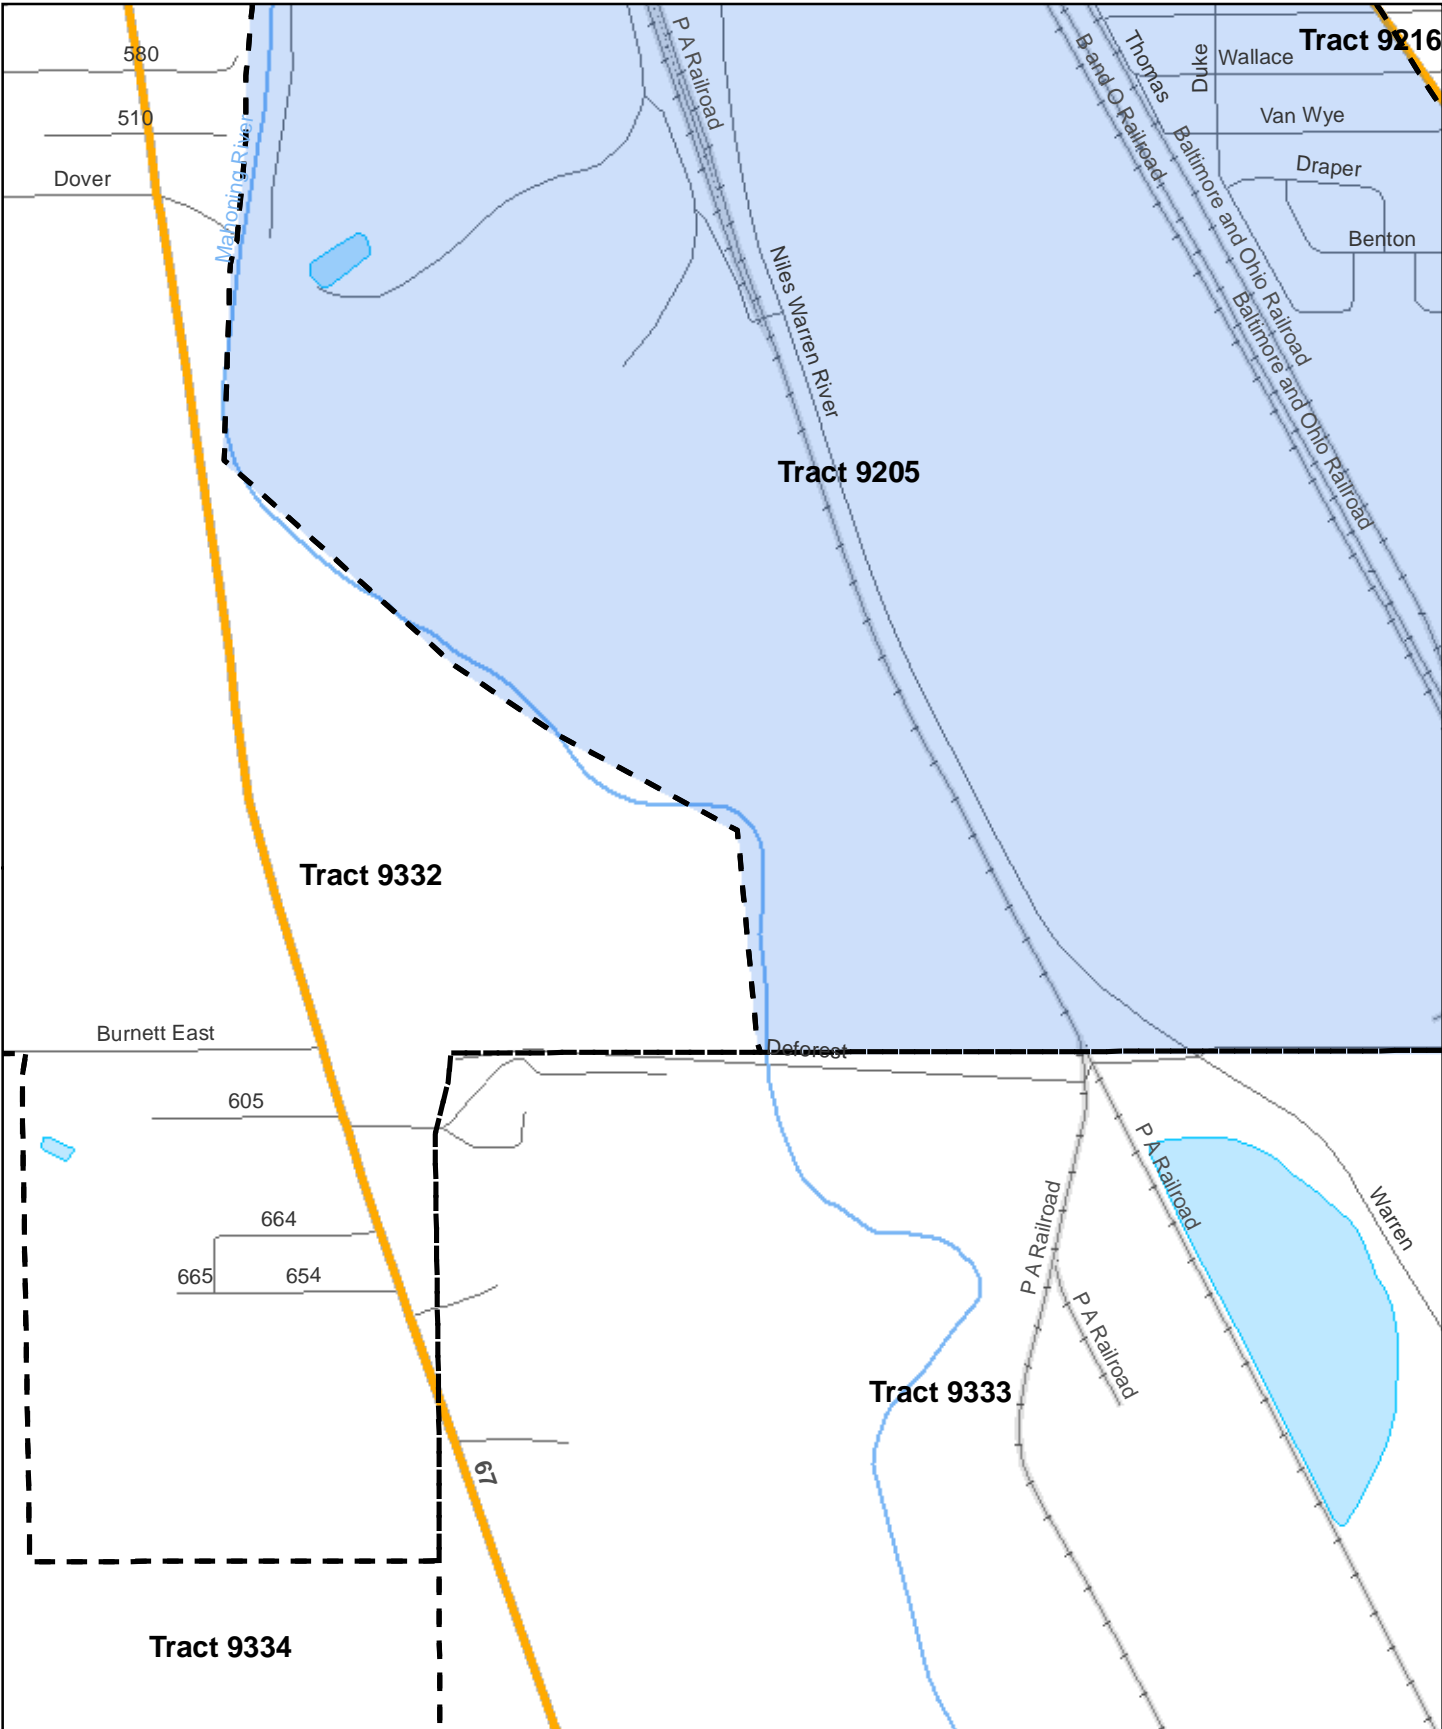 580
510
Dover
Mahoning River
P A Railroad
Niles Warren River
B and O Railroad
Thomas
Duke
Wallace
Tract 9216
Van Wye
Draper
Benton
Baltimore and Ohio Railroad
Baltimore and Ohio Railroad
Tract 9205
Tract 9332
Burnett East
Deforest
605
664
665
654
67
P A Railroad
P A Railroad
P A Railroad
Warren
Tract 9333
Tract 9334